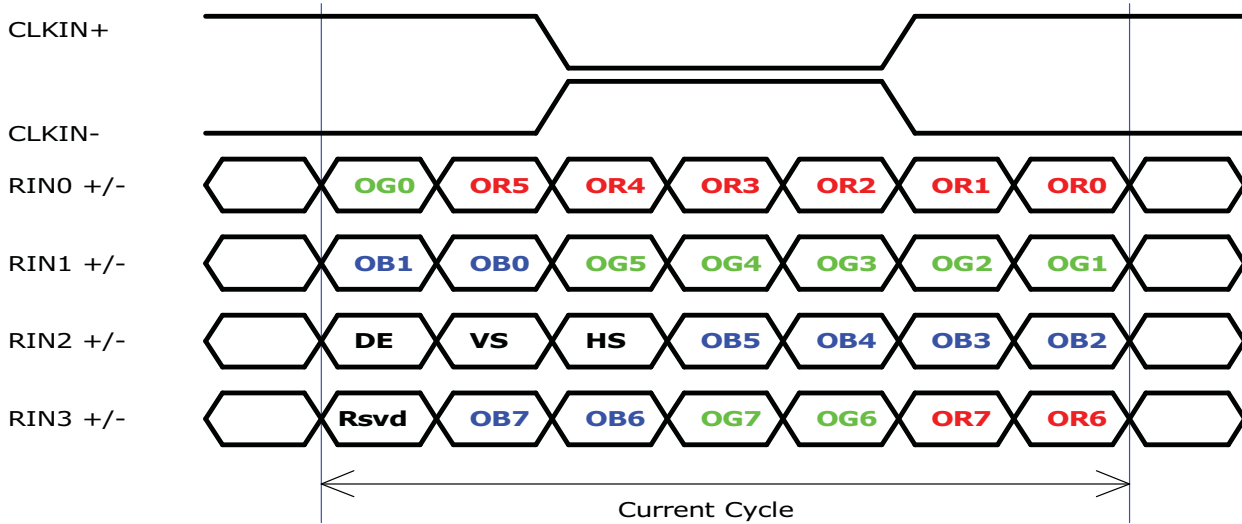 CLKIN+
CLKIN-
RIN0 +/- OG0 OR5 OR4 OR3 OR2 OR1 OR0
RIN1 +/- OB1 OB0 OG5 OG4 OG3 OG2 OG1
RIN2 +/- DE VS HS OB5 OB4 OB3 OB2
RIN3 +/- Rsvd OB7 OB6 OG7 OG6 OR7 OR6
Current Cycle